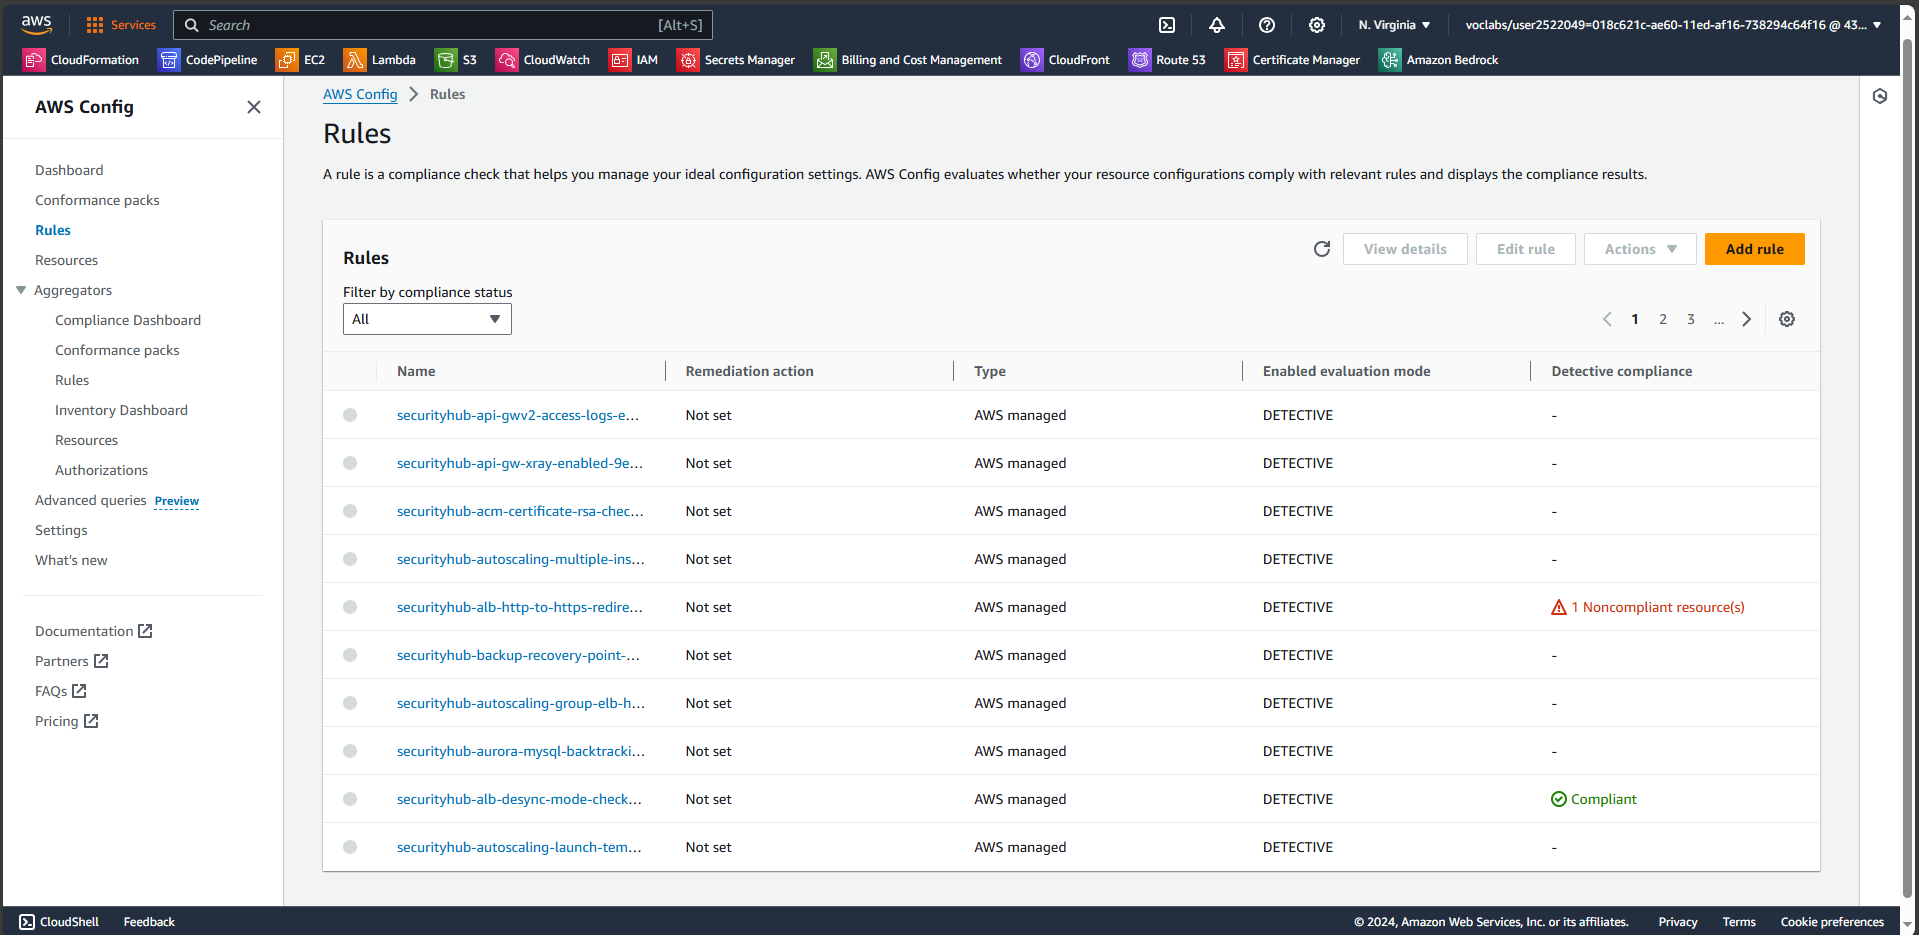 aws Services Search [Alt+S] N. Virginia voclabs/user2522049=018c621c-ae60-11ed-af16-738294c64f16 @ 43...
CloudFormation CodePipeline EC2 Lambda S3 CloudWatch IAM Secrets Manager Billing and Cost Management CloudFront Route 53 Certificate Manager Amazon Bedrock
AWS Config
Dashboard
Conformance packs
Rules
Resources
Aggregators
Compliance Dashboard
Conformance packs
Rules
Inventory Dashboard
Resources
Authorizations
Advanced queries Preview
Settings
What's new
Documentation
Partners
FAQs
Pricing
AWS Config Rules
Rules
A rule is a compliance check that helps you manage your ideal configuration settings. AWS Config evaluates whether your resource configurations comply with relevant rules and displays the compliance results.
Rules View details Edit rule Actions Add rule
Filter by compliance status
All 1 2 3 ...
Name Remediation action Type Enabled evaluation mode Detective compliance
securityhub-api-gwv2-access-logs-e... Not set AWS managed DETECTIVE -
securityhub-api-gw-xray-enabled-9e... Not set AWS managed DETECTIVE -
securityhub-acm-certificate-rsa-chec... Not set AWS managed DETECTIVE -
securityhub-autoscaling-multiple-ins... Not set AWS managed DETECTIVE -
securityhub-alb-http-to-https-redire... Not set AWS managed DETECTIVE 1 Noncompliant resource(s)
securityhub-backup-recovery-point-... Not set AWS managed DETECTIVE -
securityhub-autoscaling-group-elb-h... Not set AWS managed DETECTIVE -
securityhub-aurora-mysql-backtracki... Not set AWS managed DETECTIVE -
securityhub-alb-desync-mode-check... Not set AWS managed DETECTIVE Compliant
securityhub-autoscaling-launch-tem... Not set AWS managed DETECTIVE -
CloudShell Feedback © 2024, Amazon Web Services, Inc. or its affiliates. Privacy Terms Cookie preferences